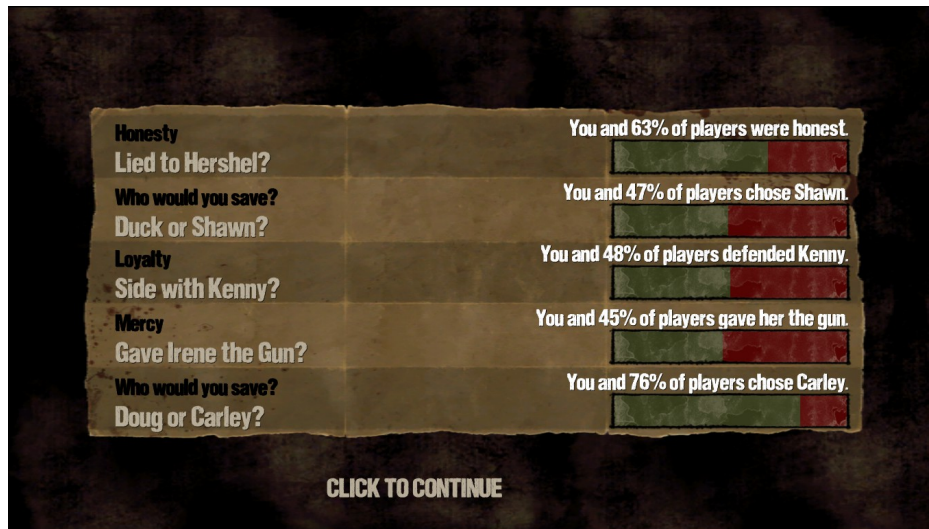 Honesty
You and 63% of players were honest.
Lied to Hershel?
Who would you save?
You and 47% of players chose Shawn.
Duck or Shawn?
Loyalty
You and 48% of players defended Kenny.
Side with Kenny?
Mercy
You and 45% of players gave her the gun.
Gave Irene the Gun?
Who would you save?
You and 76% of players chose Carley.
Doug or Carley?
CLICK TO CONTINUE